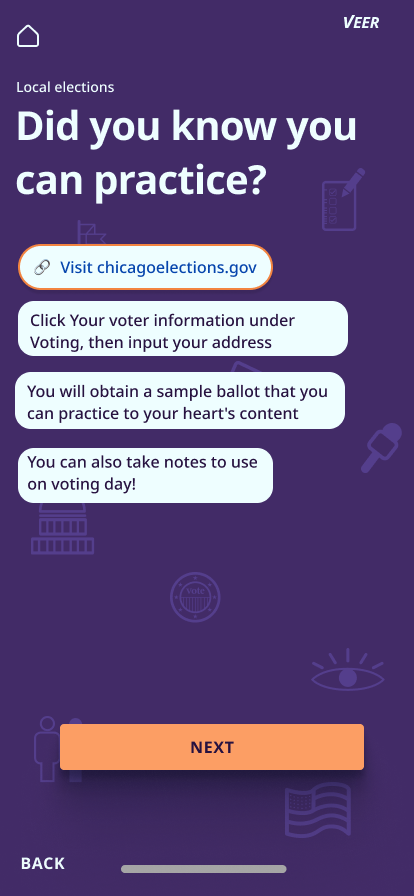 VEER
Local elections
Did you know you
can practice?
Visit chicagoelections.gov
Click Your voter information under
Voting, then input your address
You will obtain a sample ballot that you
can practice to your heart's content
You can also take notes to use
on voting day!
Vote
NEXT
BACK